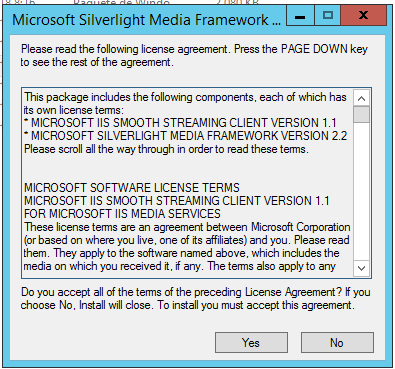 Microsoft Silverlight Media Framework ...
Please read the following license agreement. Press the PAGE DOWN key
to see the rest of the agreement.
This package includes the following components, each of which has
its own license terms:
* MICROSOFT IIS SMOOTH STREAMING CLIENT VERSION 1.1
* MICROSOFT SILVERLIGHT MEDIA FRAMEWORK VERSION 2.2
Please scroll all the way through in order to read these terms.
MICROSOFT SOFTWARE LICENSE TERMS
MICROSOFT IIS SMOOTH STREAMING CLIENT VERSION 1.1
FOR MICROSOFT IIS MEDIA SERVICES
These license terms are an agreement between Microsoft Corporation
(or based on where you live, one of its affiliates) and you. Please read
them. They apply to the software named above, which includes the
media on which you received it, if any. The terms also apply to any
Do you accept all of the terms of the preceding License Agreement? If you
choose No, Install will close. To install you must accept this agreement.
Yes No